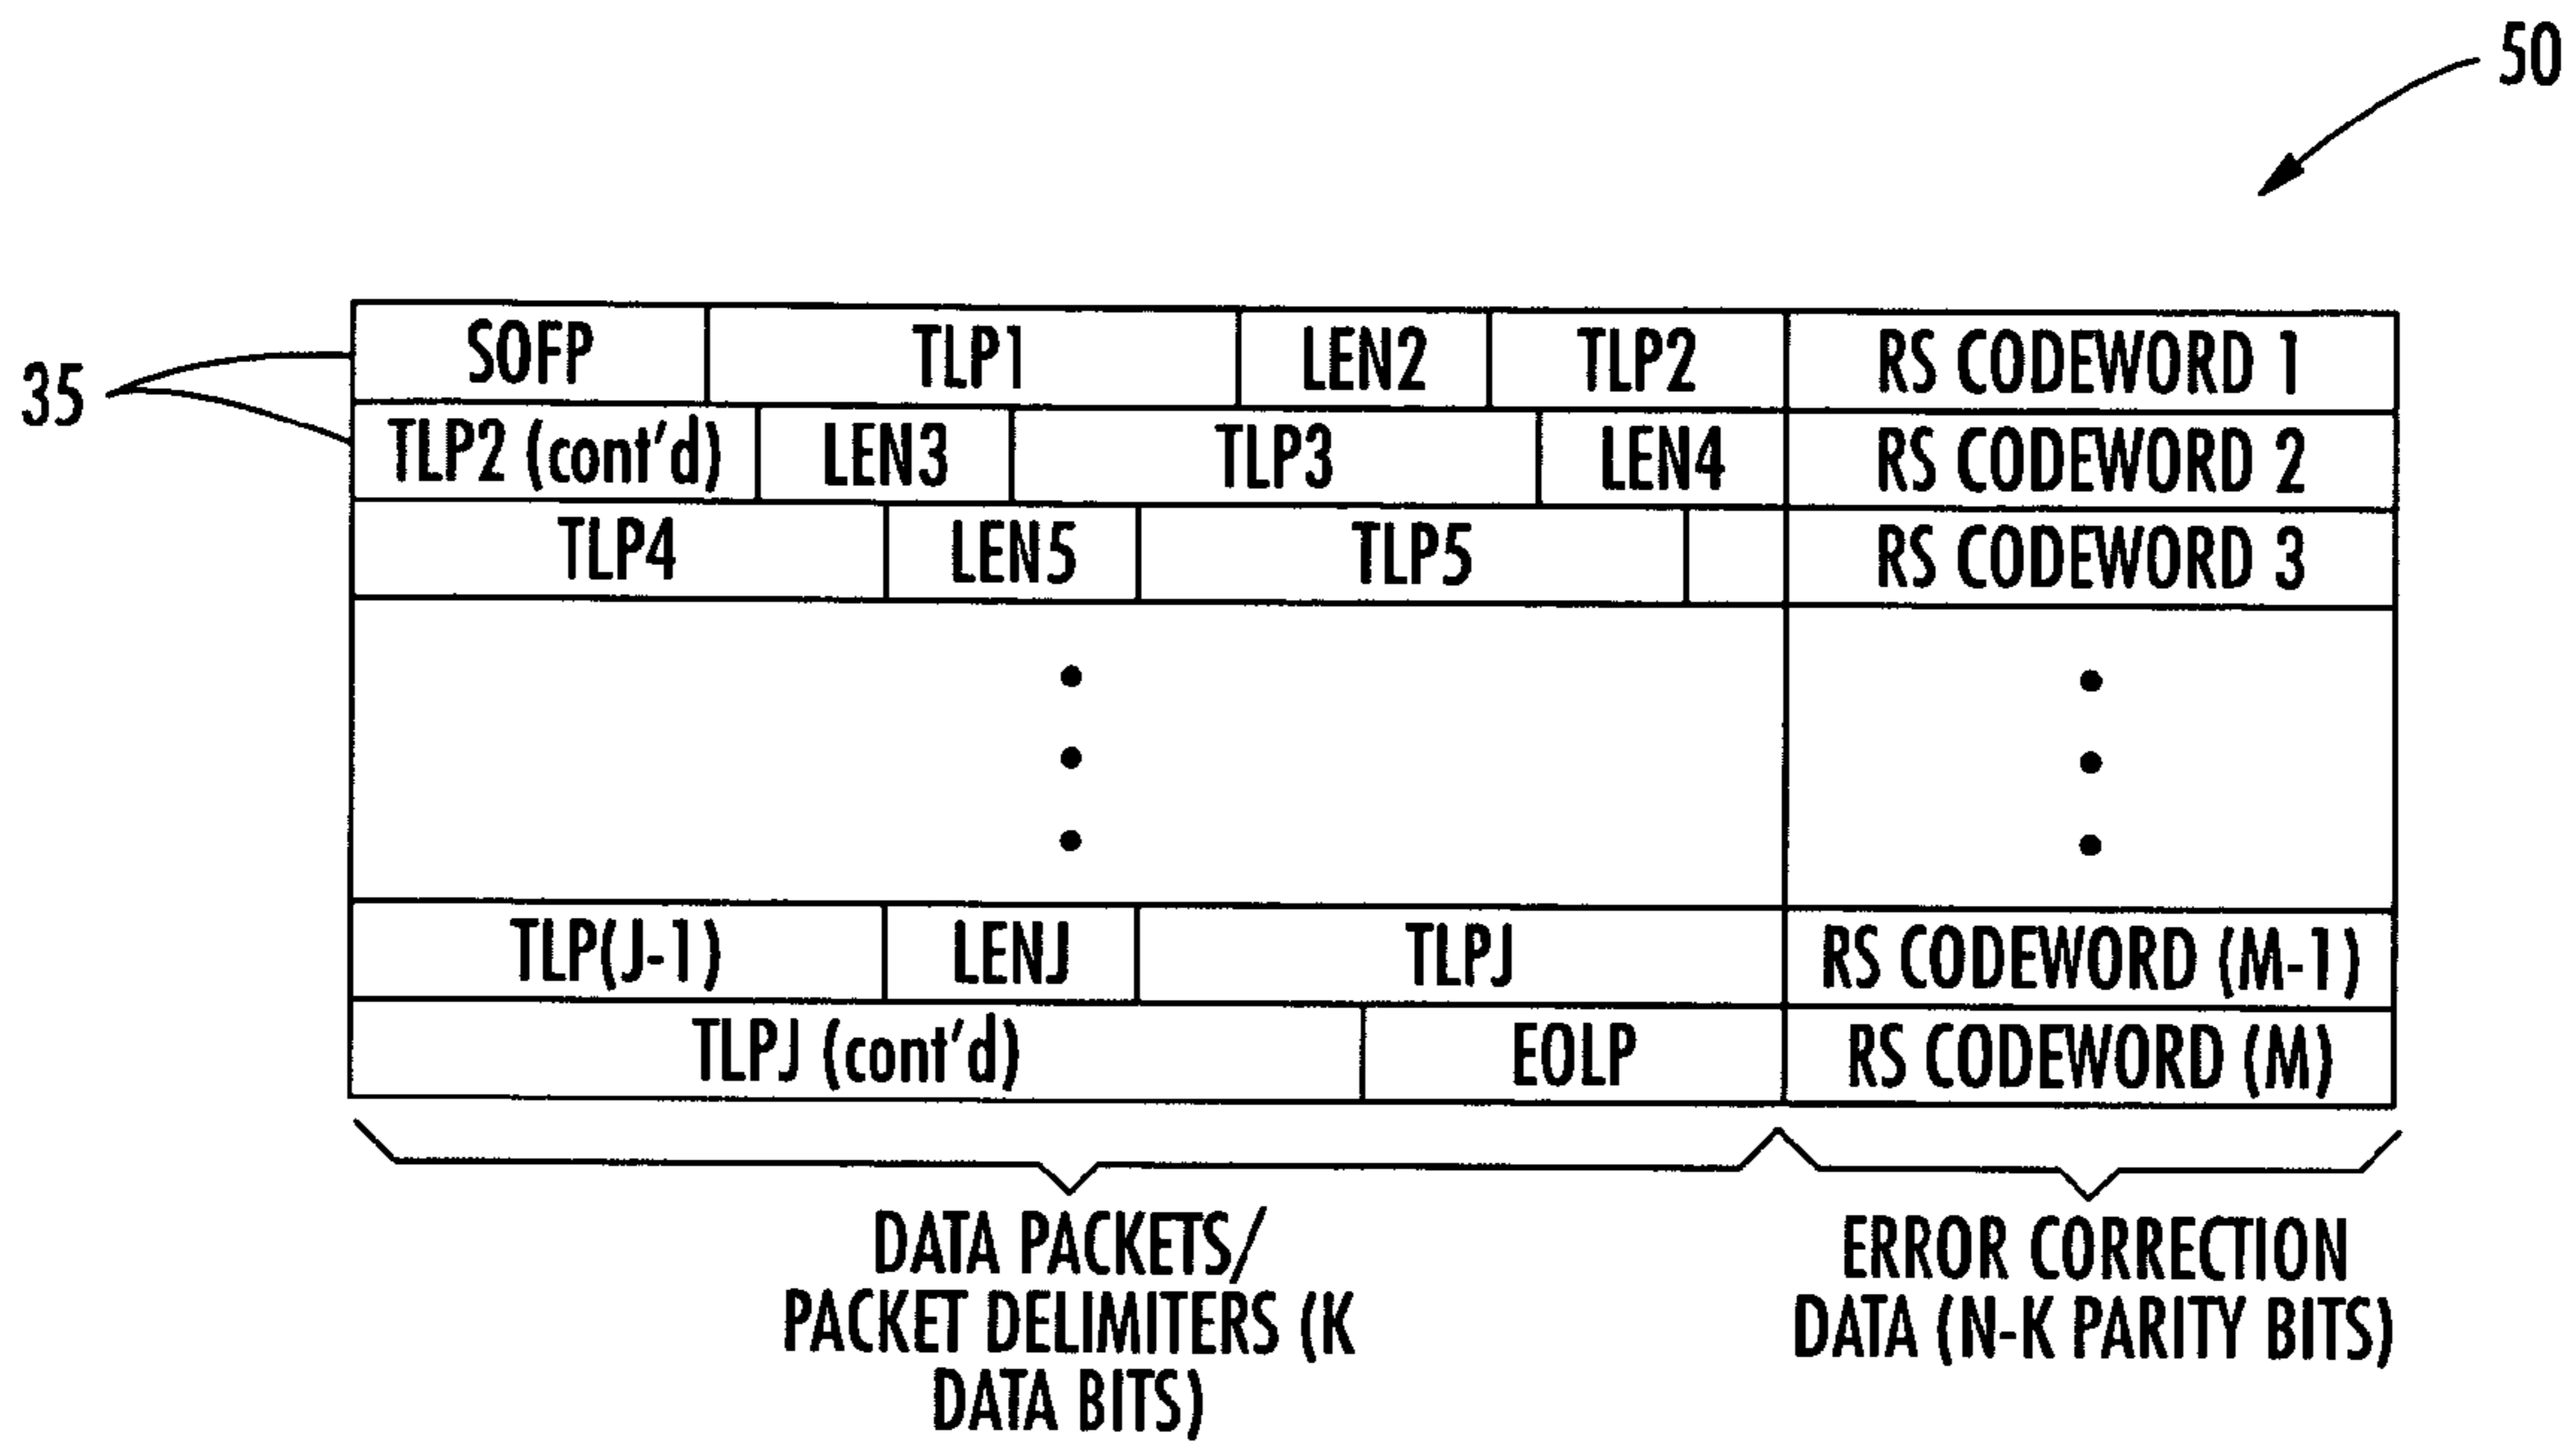 50
SOFP TLP1 LEN2 TLP2 RS CODEWORD 1
35
TLP2 (cont'd) LEN3 TLP3 LEN4 RS CODEWORD 2
TLP4 LEN5 TLP5 RS CODEWORD 3
TLP(J-1) LENJ TLPJ RS CODEWORD (M-1)
TLPJ (cont'd) EOLP RS CODEWORD (M)
DATA PACKETS/
PACKET DELIMITERS (K
DATA BITS)
ERROR CORRECTION
DATA (N-K PARITY BITS)